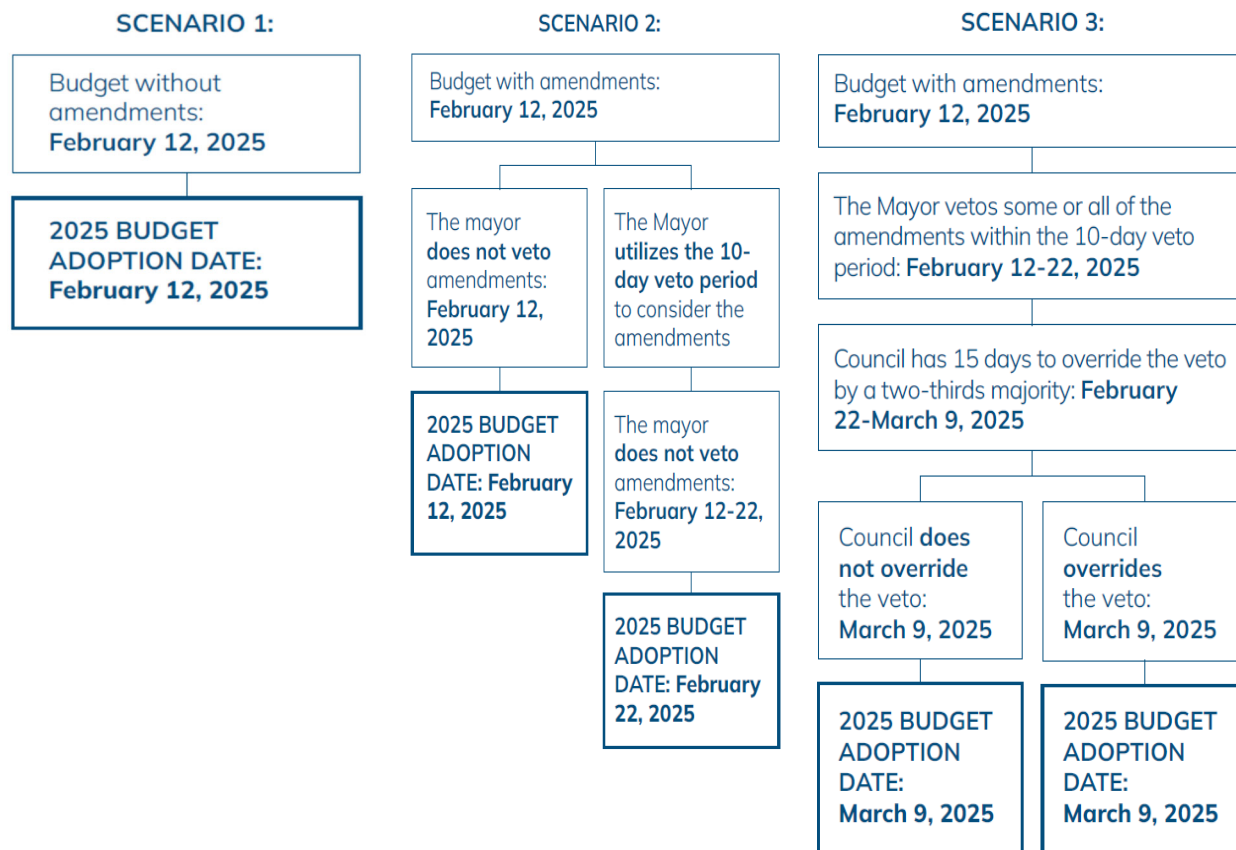 SCENARIO 1:
Budget without
amendments:
February 12, 2025
2025 BUDGET
ADOPTION DATE:
February 12, 2025
SCENARIO 2:
Budget with amendments:
February 12, 2025
The mayor
does not veto
amendments:
February 12,
2025
2025 BUDGET
ADOPTION
DATE: February
12, 2025
The Mayor
utilizes the 10-
day veto period
to consider the
amendments
The mayor
does not veto
amendments:
February 12-22,
2025
2025 BUDGET
ADOPTION
DATE: February
22, 2025
SCENARIO 3:
Budget with amendments:
February 12, 2025
The Mayor vetos some or all of the
amendments within the 10-day veto
period: February 12-22, 2025
Council has 15 days to override the veto
by a two-thirds majority: February
22-March 9, 2025
Council does
not override
the veto:
March 9, 2025
2025 BUDGET
ADOPTION
DATE:
March 9, 2025
Council
overrides
the veto:
March 9, 2025
2025 BUDGET
ADOPTION
DATE:
March 9, 2025